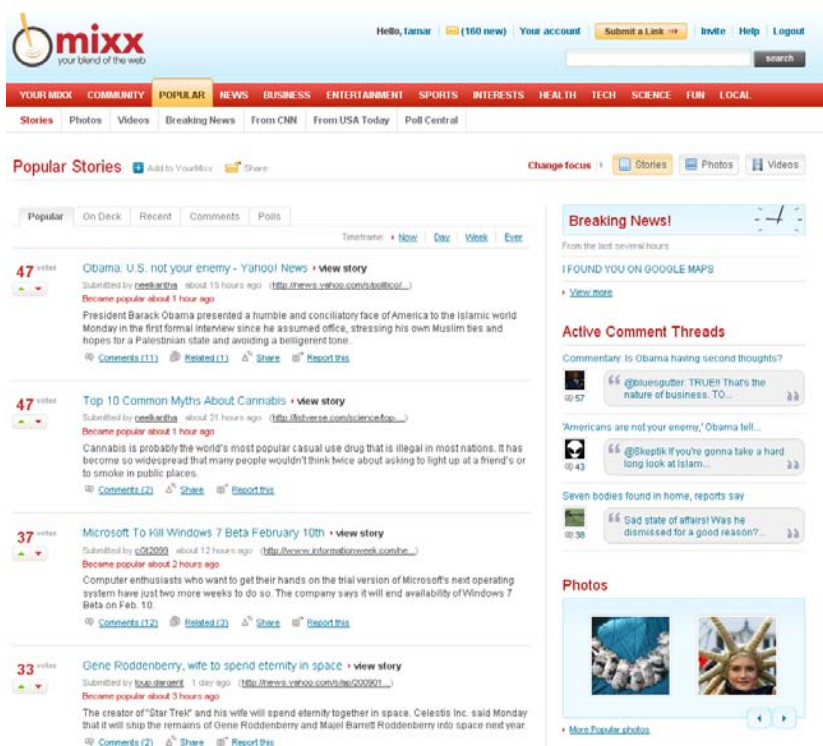 mixx
your blend of the web
Hello, tamar (160 new) Your account Submit a Link Invite Help Logout
search
YOUR MIXX COMMUNITY POPULAR NEWS BUSINESS ENTERTAINMENT SPORTS INTERESTS HEALTH TECH SCIENCE FUN LOCAL
Stories Photos Videos Breaking News From CNN From USA Today Poll Central
Popular Stories Add to YourMixx Share
Change focus Stories Photos Videos
Popular On Deck Recent Comments Polls
Timeframe: Now Day Week Ever
47 votes
Obama: U.S. not your enemy - Yahoo! News view story
Submitted by neelkantha about 15 hours ago (http://news.yahoo.com/s/politico/...)
Became popular about 1 hour ago
President Barack Obama presented a humble and conciliatory face of America to the Islamic world
Monday in the first formal interview since he assumed office, stressing his own Muslim ties and
hopes for a Palestinian state and avoiding a belligerent tone.
Comments (11) Related (1) Share Report this
47 votes
Top 10 Common Myths About Cannabis view story
Submitted by neelkantha about 21 hours ago (http://listverse.com/science/top-...)
Became popular about 1 hour ago
Cannabis is probably the world's most popular casual use drug that is illegal in most nations. It has
become so widespread that many people wouldn't think twice about asking to light up at a friend's or
to smoke in public places.
Comments (2) Share Report this
37 votes
Microsoft To Kill Windows 7 Beta February 10th view story
Submitted by c0t2099 about 12 hours ago (http://www.informationweek.com/ne...)
Became popular about 2 hours ago
Computer enthusiasts who want to get their hands on the trial version of Microsoft's next operating
system have just two more weeks to do so. The company says it will end availability of Windows 7
Beta on Feb. 10.
Comments (12) Related (3) Share Report this
33 votes
Gene Roddenberry, wife to spend eternity in space view story
Submitted by loup.dargent 1 day ago (http://news.yahoo.com/s/ap/200901...)
Became popular about 3 hours ago
The creator of "Star Trek" and his wife will spend eternity together in space. Celestis Inc. said Monday
that it will ship the remains of Gene Roddenberry and Majel Barrett Roddenberry into space next year.
Comments (2) Share Report this
Breaking News!
From the last several hours
I FOUND YOU ON GOOGLE MAPS
View more
Active Comment Threads
Commentary: Is Obama having second thoughts?
57
@bluesgutter. TRUE!! That's the
nature of business. TO...
'Americans are not your enemy,' Obama tell...
43
@Skeptik If you're gonna take a hard
long look at Islam...
Seven bodies found in home, reports say
38
Sad state of affairs! Was he
dismissed for a good reason?...
Photos
More Popular photos